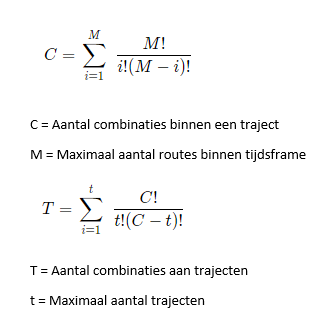 C = \sum_{i=1}^{M} \frac{M!}{i!(M-i)!}
C = Aantal combinaties binnen een traject
M = Maximaal aantal routes binnen tijdsframe
T = \sum_{i=1}^{t} \frac{C!}{t!(C-t)!}
T = Aantal combinaties aan trajecten
t = Maximaal aantal trajecten